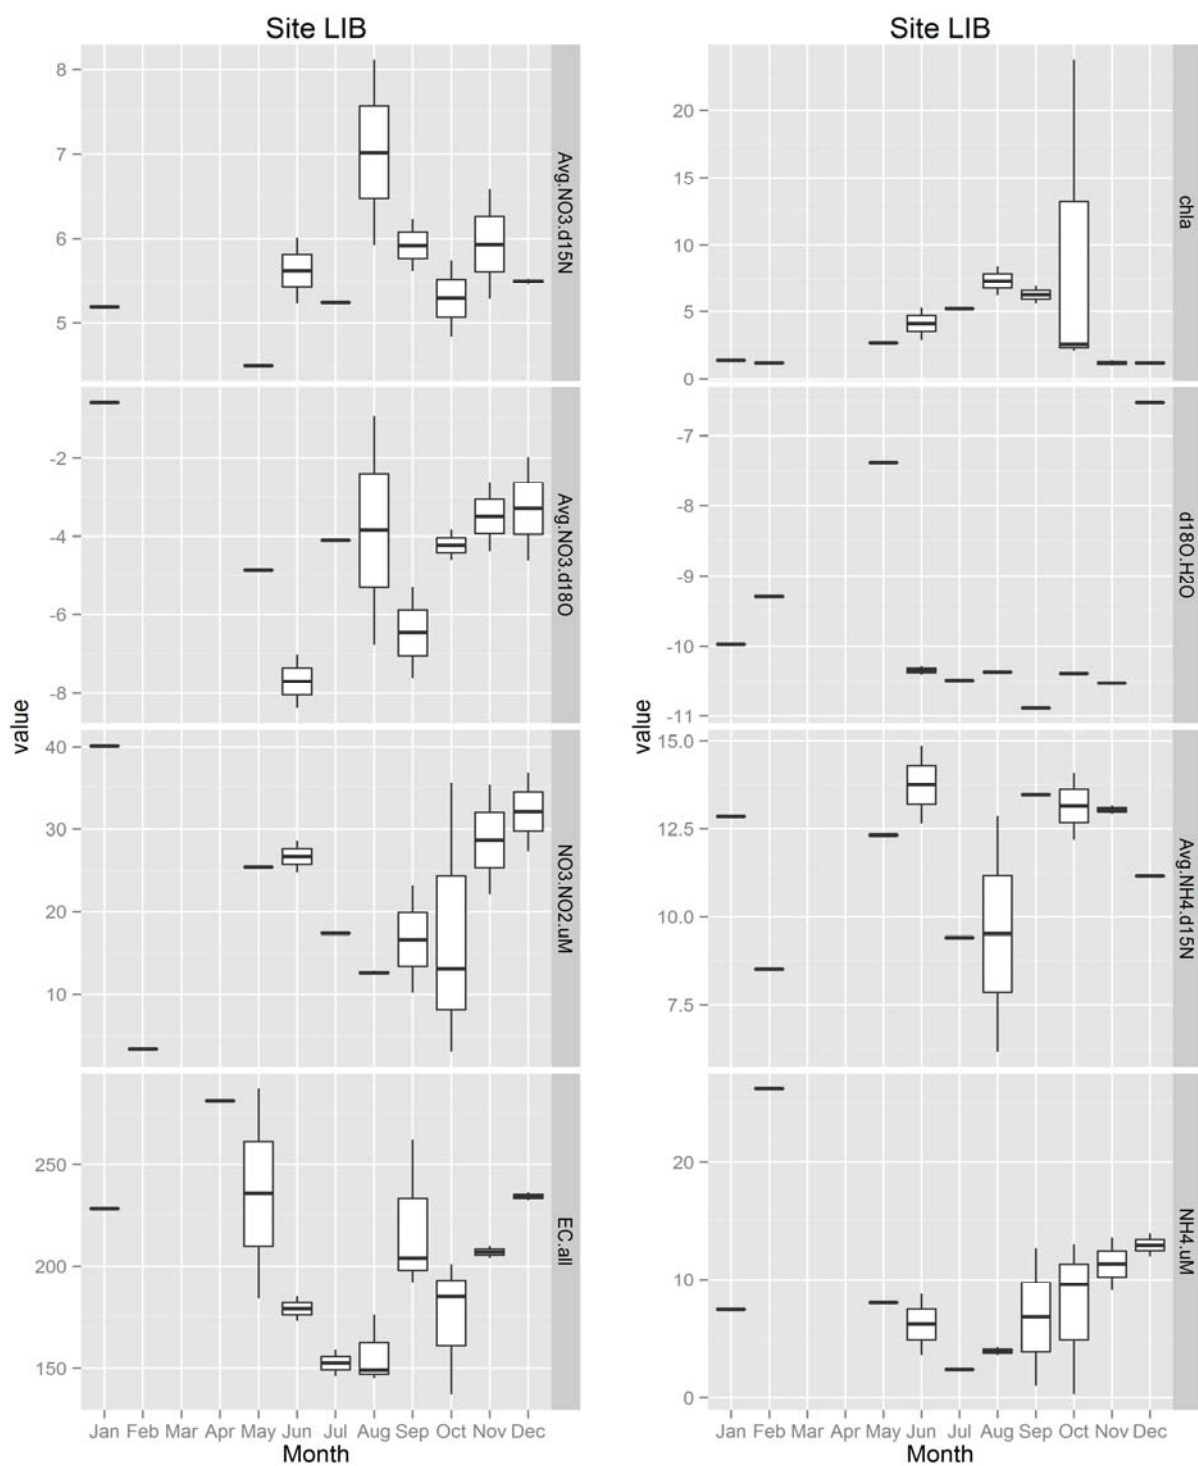 Site LIB
8
7
6
5
Avg.NO3.d15N
-2
-4
-6
-8
Avg.NO3.d18O
40
30
20
10
NO3.NO2.uM
250
200
150
EC.all
value
Jan Feb Mar Apr May Jun Jul Aug Sep Oct Nov Dec
Month
Site LIB
20
15
10
5
0
chla
-7
-8
-9
-10
-11
d18O.H2O
15.0
12.5
10.0
7.5
Avg.NH4.d15N
20
10
0
NH4.uM
value
Jan Feb Mar Apr May Jun Jul Aug Sep Oct Nov Dec
Month